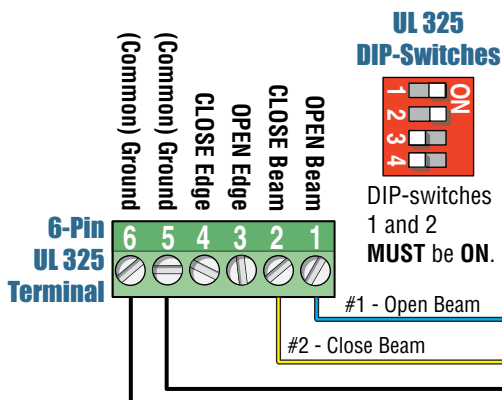 UL 325
DIP-Switches
ON
1
2
3
4
DIP-switches
1 and 2
MUST be ON.
(Common) Ground
(Common) Ground
CLOSE Edge
OPEN Edge
CLOSE Beam
OPEN Beam
6-Pin
UL 325
Terminal
6 5 4 3 2 1
#1 - Open Beam
#2 - Close Beam